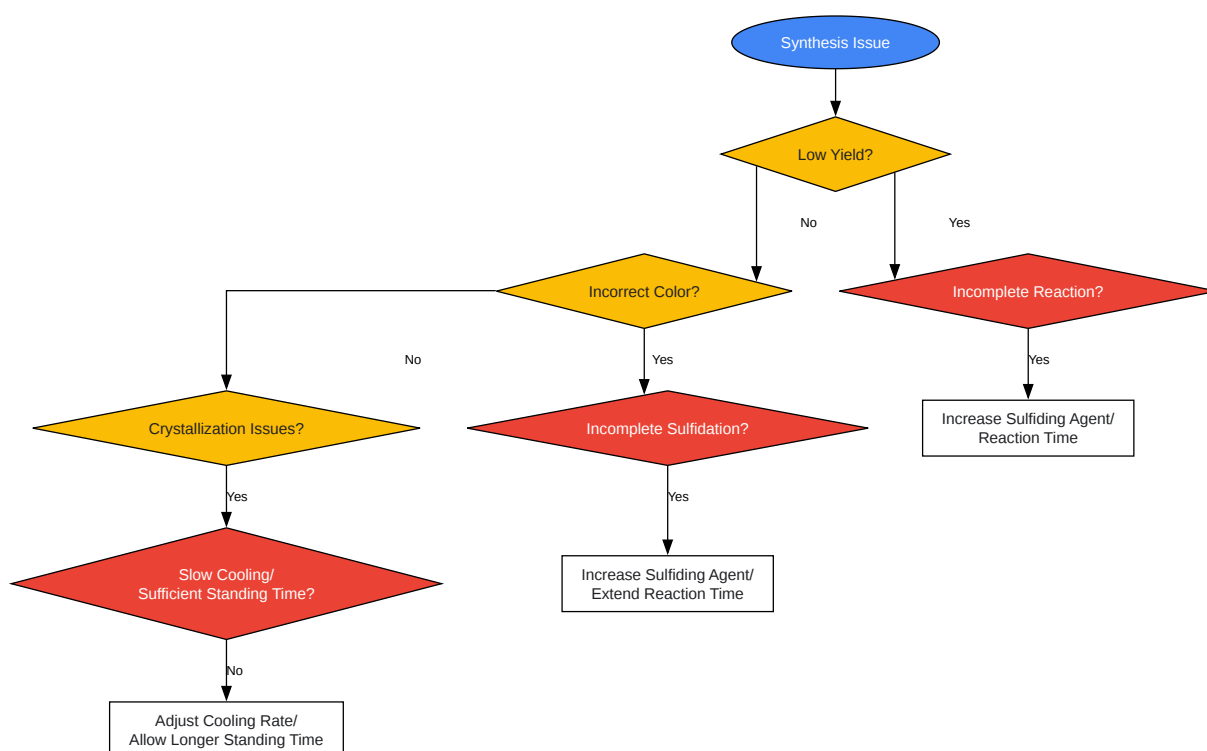 Synthesis Issue
Low Yield?
No
Yes
Incorrect Color?
Incomplete Reaction?
No
Yes
Yes
Crystallization Issues?
Incomplete Sulfidation?
Increase Sulfiding Agent/
Reaction Time
Yes
Yes
Slow Cooling/
Sufficient Standing Time?
Increase Sulfiding Agent/
Extend Reaction Time
No
Adjust Cooling Rate/
Allow Longer Standing Time